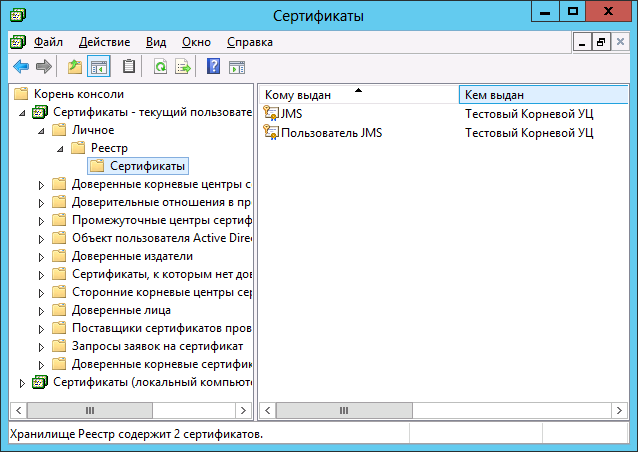 Сертификаты
Файл Действие Вид Окно Справка
Корень консоли
Сертификаты - текущий пользовате
Личное
Реестр
Сертификаты
Доверенные корневые центры с
Доверительные отношения в пр
Промежуточные центры сертиф
Объект пользователя Active Direc
Доверенные издатели
Сертификаты, к которым нет дов
Сторонние корневые центры сер
Доверенные лица
Поставщики сертификатов пров
Запросы заявок на сертификат
Доверенные корневые сертифик
Сертификаты (локальный компьют
Кому выдан Кем выдан
JMS Тестовый Корневой УЦ
Пользователь JMS Тестовый Корневой УЦ
Хранилище Реестр содержит 2 сертификатов.